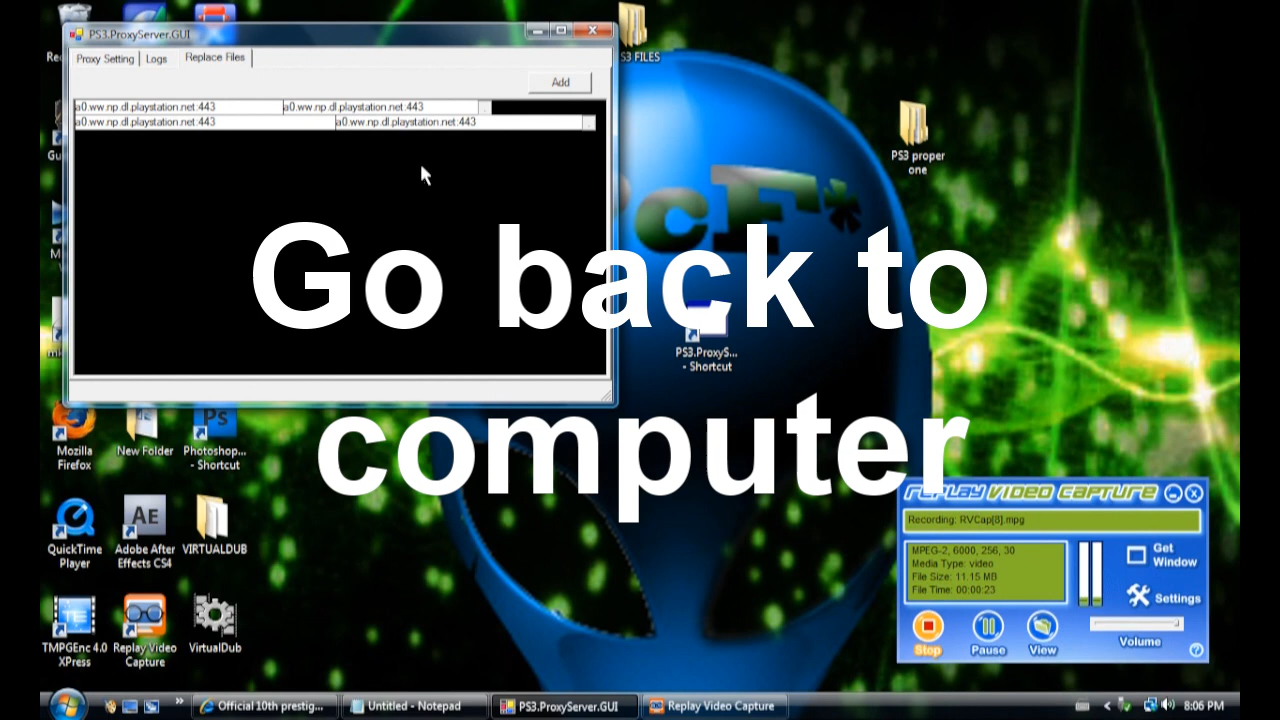 PS3.ProxyServer.GUI
Proxy Setting Logs Replace Files
Add
a0.ww.np.dl.playstation.net:443 a0.ww.np.dl.playstation.net:443
a0.ww.np.dl.playstation.net:443 a0.ww.np.dl.playstation.net:443
PS3 proper
one
Go back to
computer
PS3.ProxyS...
- Shortcut
Mozilla
Firefox
New Folder
Photoshop...
- Shortcut
QuickTime
Player
AE
Adobe After
Effects CS4
VIRTUALDUB
TMPGEnc 4.0
XPress
Replay Video
Capture
VirtualDub
REPLAY VIDEO CAPTURE
Recording: RVCap[8].mpg
MPEG-2, 6000, 256, 30
Media Type: video
File Size: 11.15 MB
File Time: 00:00:23
Get
Window
Settings
Stop
Pause
View
Volume
Official 10th prestig...
Untitled - Notepad
PS3.ProxyServer.GUI
Replay Video Capture
8:06 PM